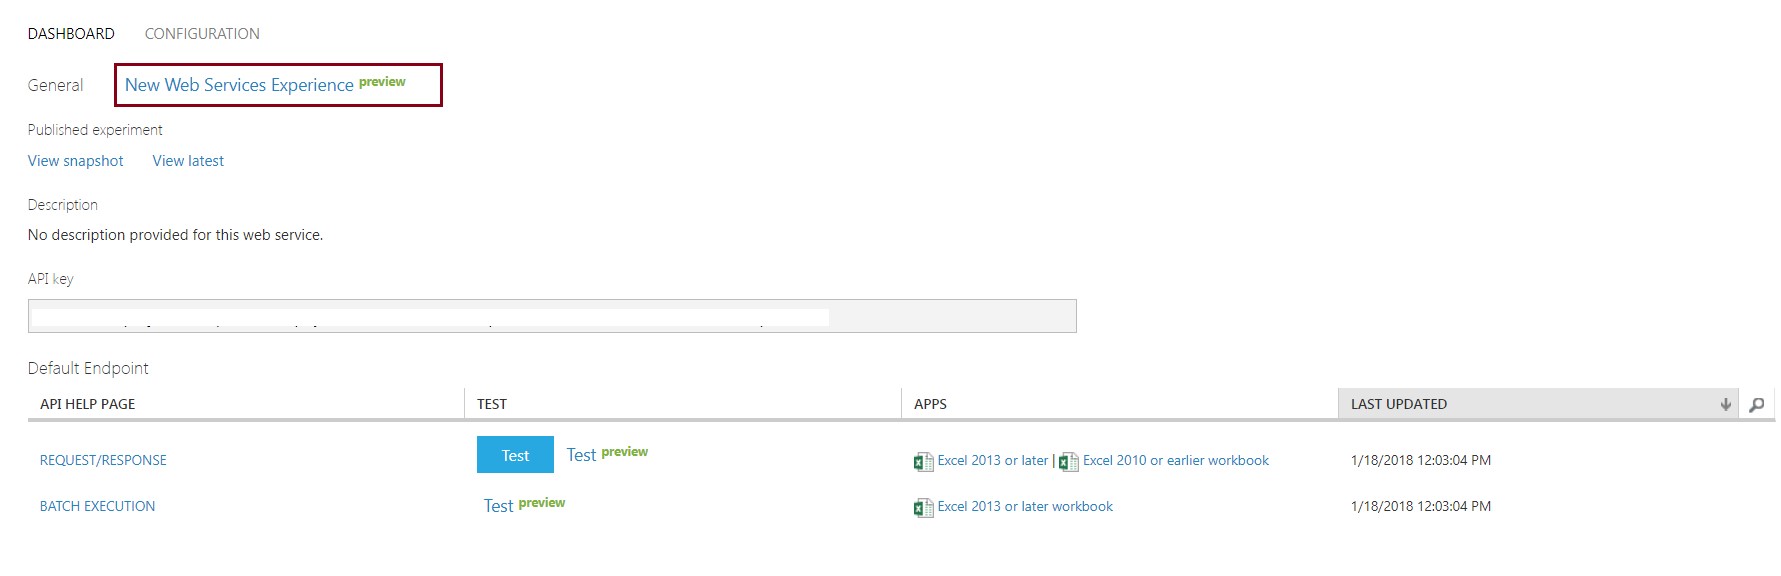 DASHBOARD CONFIGURATION
General New Web Services Experience preview
Published experiment
View snapshot View latest
Description
No description provided for this web service.
API key
Default Endpoint
API HELP PAGE TEST APPS LAST UPDATED
REQUEST/RESPONSE Test Test preview Excel 2013 or later | Excel 2010 or earlier workbook 1/18/2018 12:03:04 PM
BATCH EXECUTION Test preview Excel 2013 or later workbook 1/18/2018 12:03:04 PM